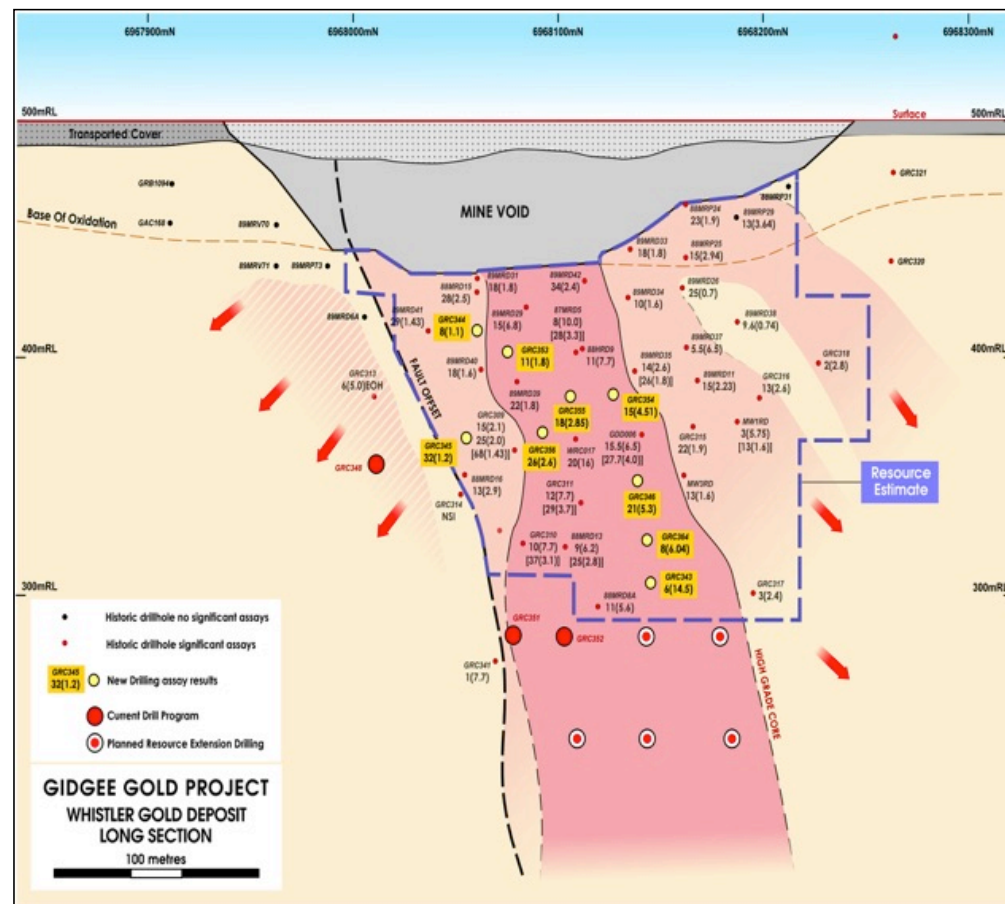 6967900mN
6968000mN
6968100mN
6968200mN
6968300mN
500mRL
Surface
500mRL
Transported Cover
GRB1094
GAC168
89MRV70
Base Of Oxidation
89MRV71
89MRPT3
89MRD6A
MINE VOID
88MRP31
88MRP24
23(1.9)
88MRP29
13(3.64)
GRC321
GRC320
89MRD33
18(1.8)
88MRP25
15(2.94)
89MRD15
28(2.5)
89MRD31
18(1.8)
89MRD42
34(2.4)
89MRD26
25(0.7)
89MRD41
29(1.43)
GRC344
8(1.1)
89MRD29
15(6.8)
87MRD5
8(10.0)
[28(3.3)]
89MRD34
10(1.6)
89MRD38
9.6(0.74)
400mRL
400mRL
GRC353
11(1.8)
88HRD9
11(7.7)
89MRD37
5.5(6.5)
GRC318
2(2.8)
89MRD40
18(1.6)
89MRD35
14(2.6)
[26(1.8)]
89MRD11
15(2.23)
GRC316
13(2.6)
GRC313
6(5.0)EOH
FAULT OFFSET
89MRD39
22(1.8)
GRC355
18(2.85)
GRC354
15(4.51)
GRC309
15(2.1)
25(2.0)
[68(1.43)]
GRC345
32(1.2)
GRC356
26(2.6)
WRC017
20(16)
GDD006
15.5(6.5)
[27.7(4.0)]
GRC315
22(1.9)
MW1RD
3(5.75)
[13(1.6)]
GRC348
88MRD16
13(2.9)
GRC314
NSI
GRC311
12(7.7)
[29(3.7)]
GRC346
21(5.3)
MW3RD
13(1.6)
Resource
Estimate
GRC310
10(7.7)
[37(3.1)]
88MRD13
9(6.2)
[25(2.8)]
GRC364
8(6.04)
GRC343
6(14.5)
300mRL
300mRL
88MRD8A
11(5.6)
GRC317
3(2.4)
GRC351
GRC352
GRC341
1(7.7)
HIGH GRADE CORE
Historic drillhole no significant assays
Historic drillhole significant assays
GRC345
32(1.2)
New Drilling assay results
Current Drill Program
Planned Resource Extension Drilling
GIDGEE GOLD PROJECT
WHISTLER GOLD DEPOSIT
LONG SECTION
100 metres